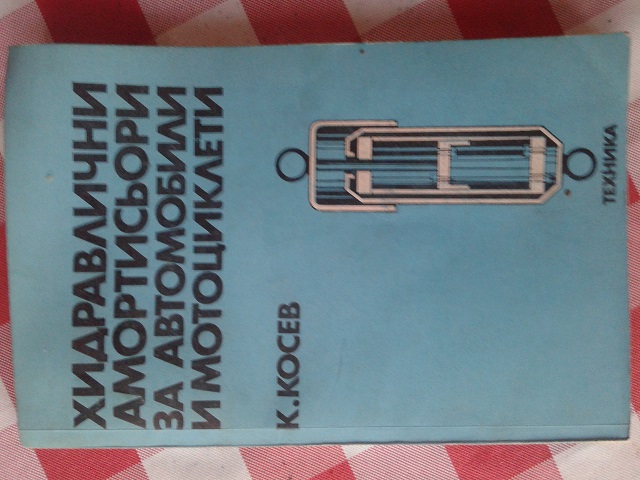 ХИДРАВЛИЧНИ
АМОРТИСЬОРИ
ЗА АВТОМОБИЛИ
И МОТОЦИКЛЕТИ
К. КОСЕВ
ТЕХНИКА